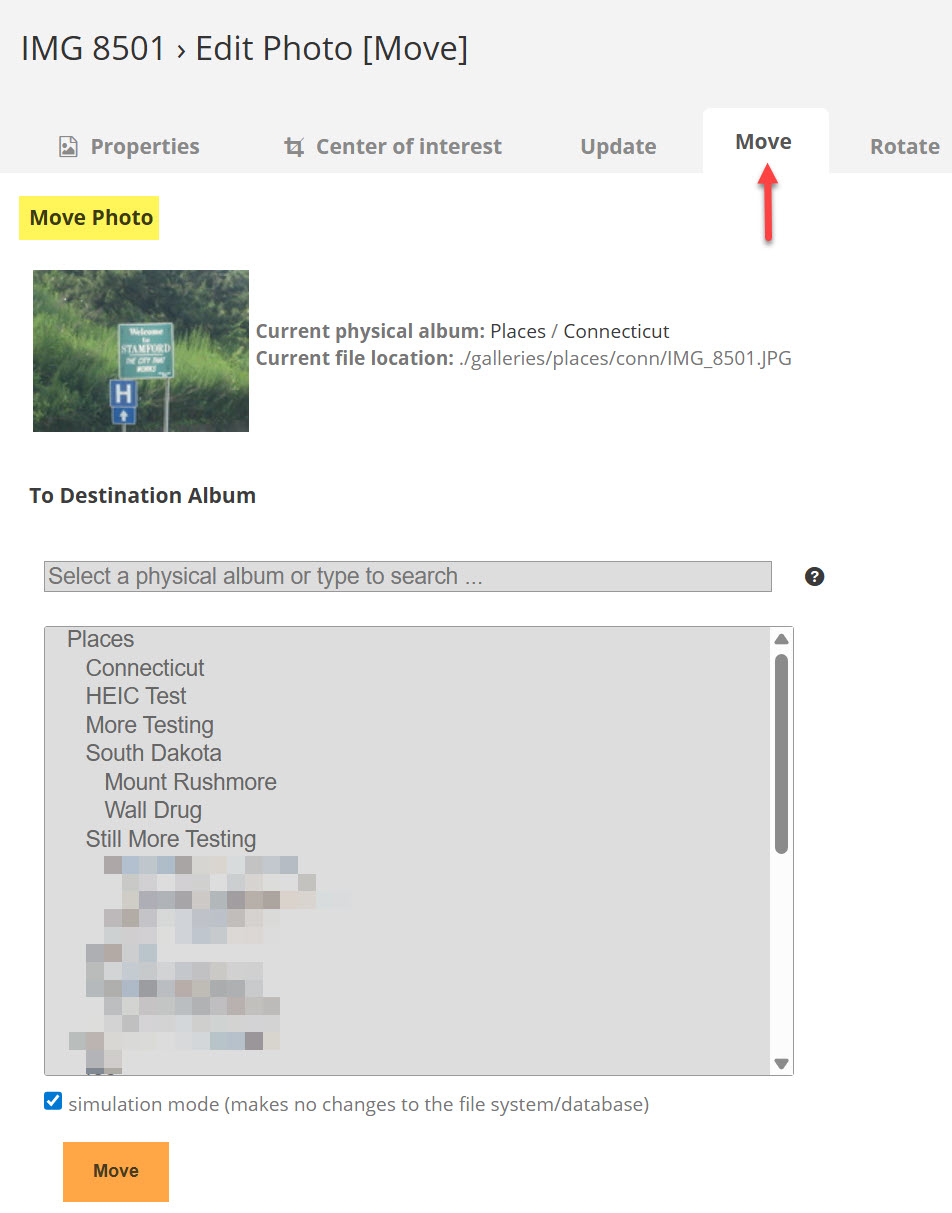 IMG 8501 › Edit Photo [Move]
Properties
Center of interest
Update
Move
Rotate
Move Photo
Welcome
to
STAMFORD
THE CITY THAT
WORKS
H
Current physical album: Places / Connecticut
Current file location: ./galleries/places/conn/IMG_8501.JPG
To Destination Album
Select a physical album or type to search ...
?
Places
Connecticut
HEIC Test
More Testing
South Dakota
Mount Rushmore
Wall Drug
Still More Testing
simulation mode (makes no changes to the file system/database)
Move